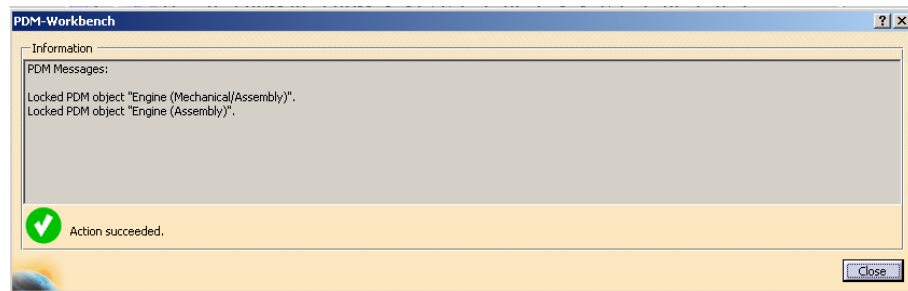 PDM-Workbench
Information
PDM Messages:
Locked PDM object "Engine (Mechanical/Assembly)".
Locked PDM object "Engine (Assembly)".
Action succeeded.
Close